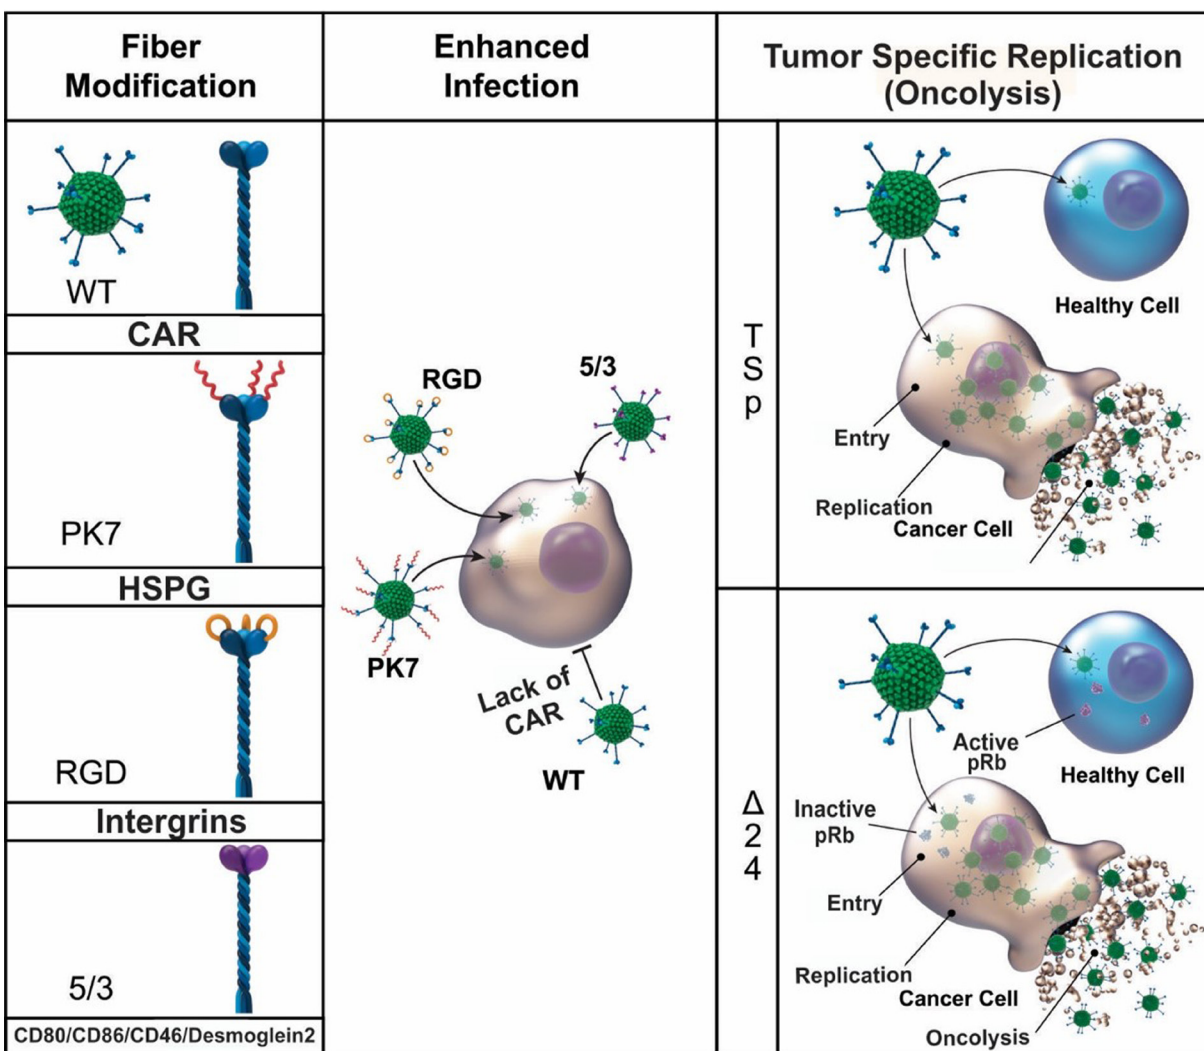 Fiber
Modification
Enhanced
Infection
Tumor Specific Replication
(Oncolysis)
WT
CAR
PK7
HSPG
RGD
Intergrins
5/3
CD80/CD86/CD46/Desmoglein2
RGD
5/3
PK7
Lack of
CAR
WT
T
S
p
Healthy Cell
Entry
Replication
Cancer Cell
Δ
2
4
Active
pRb
Healthy Cell
Inactive
pRb
Entry
Replication
Cancer Cell
Oncolysis